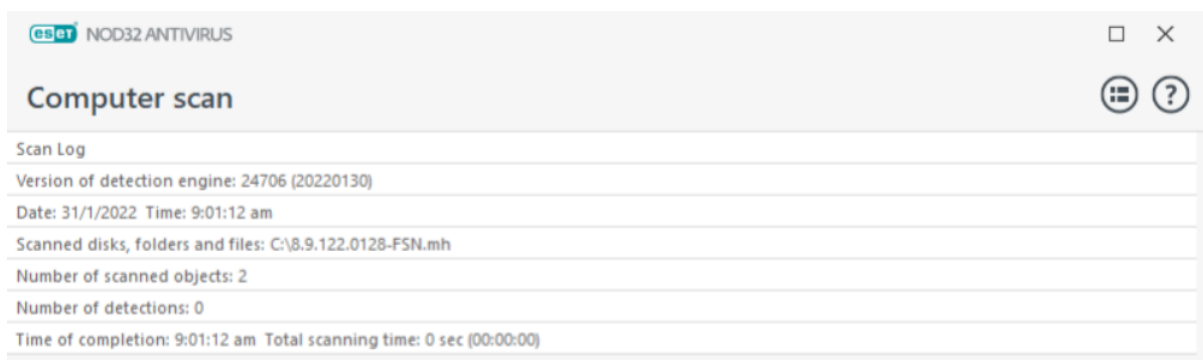 eset NOD32 ANTIVIRUS
Computer scan
Scan Log
Version of detection engine: 24706 (20220130)
Date: 31/1/2022 Time: 9:01:12 am
Scanned disks, folders and files: C:\8.9.122.0128-FSN.mh
Number of scanned objects: 2
Number of detections: 0
Time of completion: 9:01:12 am Total scanning time: 0 sec (00:00:00)